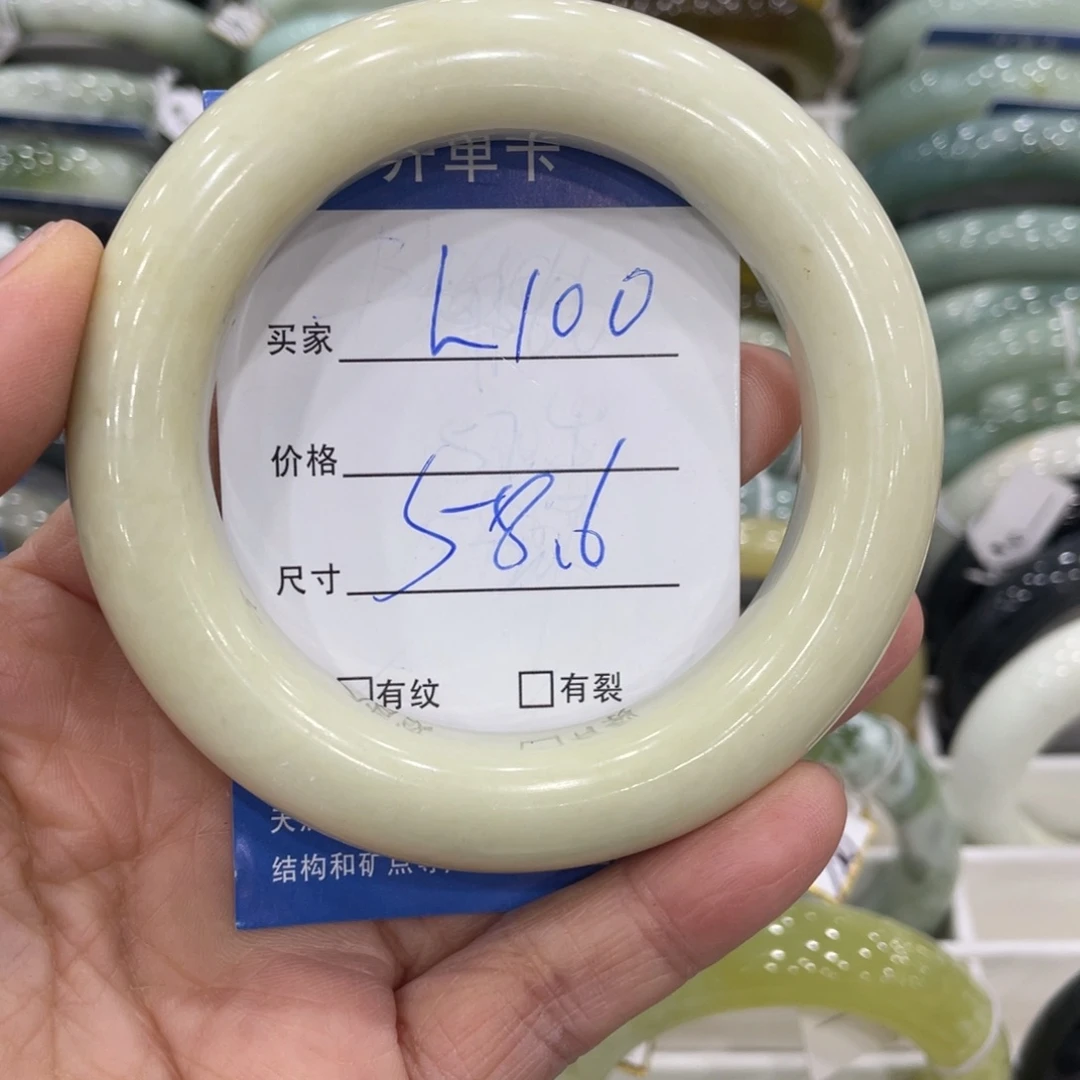 开单卡
买家 L100
价格
尺寸 58.6
有纹 有裂
结构和矿点